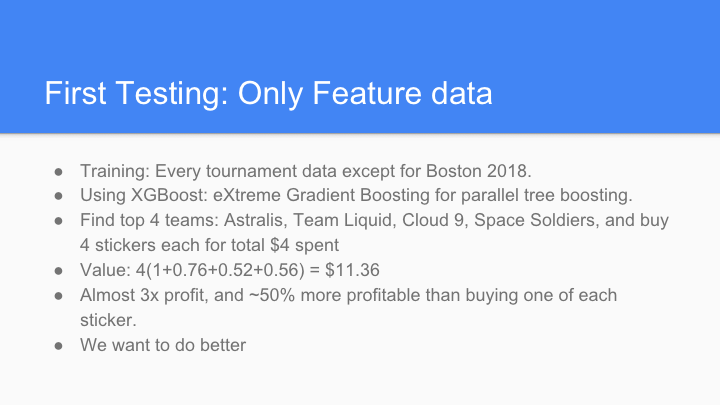 First Testing: Only Feature data
● Training: Every tournament data except for Boston 2018.
● Using XGBoost: eXtreme Gradient Boosting for parallel tree boosting.
● Find top 4 teams: Astralis, Team Liquid, Cloud 9, Space Soldiers, and buy
4 stickers each for total $4 spent
● Value: 4(1+0.76+0.52+0.56) = $11.36
● Almost 3x profit, and ~50% more profitable than buying one of each
sticker.
● We want to do better